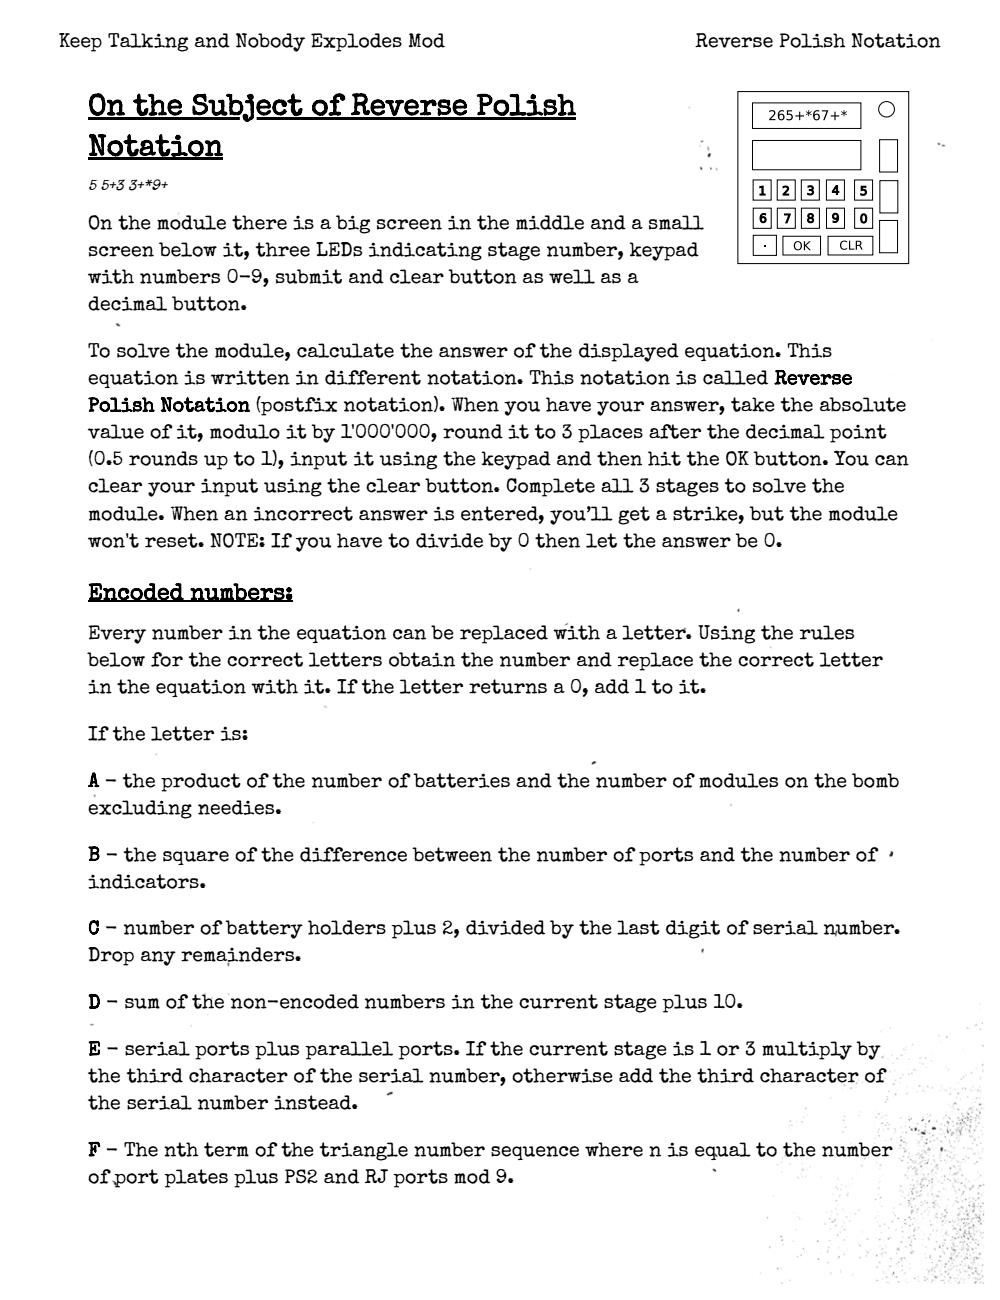 Keep Talking and Nobody Explodes Mod
Reverse Polish Notation
On the Subject of Reverse Polish
Notation
5 5+3 3+*9+
On the module there is a big screen in the middle and a small
screen below it, three LEDs indicating stage number, keypad
with numbers 0-9, submit and clear button as well as a
decimal button.
265+*67+*
1 2 3 4 5
6 7 8 9 0
· OK CLR
To solve the module, calculate the answer of the displayed equation. This
equation is written in different notation. This notation is called Reverse
Polish Notation (postfix notation). When you have your answer, take the absolute
value of it, modulo it by 1'000'000, round it to 3 places after the decimal point
(0.5 rounds up to 1), input it using the keypad and then hit the OK button. You can
clear your input using the clear button. Complete all 3 stages to solve the
module. When an incorrect answer is entered, you’ll get a strike, but the module
won't reset. NOTE: If you have to divide by 0 then let the answer be 0.
Encoded numbers:
Every number in the equation can be replaced with a letter. Using the rules
below for the correct letters obtain the number and replace the correct letter
in the equation with it. If the letter returns a 0, add 1 to it.
If the letter is:
A - the product of the number of batteries and the number of modules on the bomb
excluding needies.
B - the square of the difference between the number of ports and the number of
indicators.
C - number of battery holders plus 2, divided by the last digit of serial number.
Drop any remainders.
D - sum of the non-encoded numbers in the current stage plus 10.
E - serial ports plus parallel ports. If the current stage is 1 or 3 multiply by
the third character of the serial number, otherwise add the third character of
the serial number instead.
F - The nth term of the triangle number sequence where n is equal to the number
of port plates plus PS2 and RJ ports mod 9.